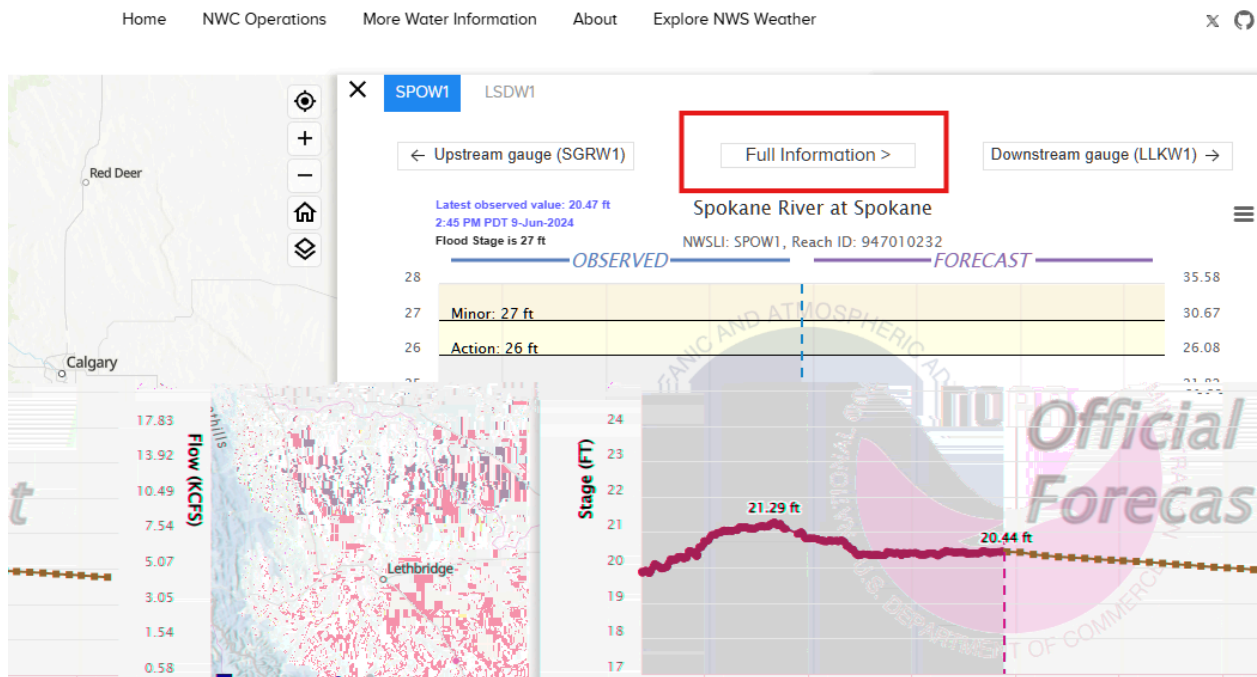 Home NWC Operations More Water Information About Explore NWS Weather
SPOW1 LSDW1
← Upstream gauge (SGRW1) Full Information > Downstream gauge (LLKW1) →
Red Deer
Latest observed value: 20.47 ft
2:45 PM PDT 9-Jun-2024
Flood Stage is 27 ft
Spokane River at Spokane
NWSLI: SPOW1, Reach ID: 947010232
OBSERVED FORECAST
28 35.58
27 Minor: 27 ft 30.67
26 Action: 26 ft 26.08
Calgary
17.83 24 Official
13.92 23
10.49 22 Forecas
Flow (KCFS)
Stage (FT)
7.54 21 21.29 ft
20.44 ft
5.07 20
Lethbridge
3.05 19
1.54 18
0.58 17
U.S. DEPARTMENT OF COMMERC